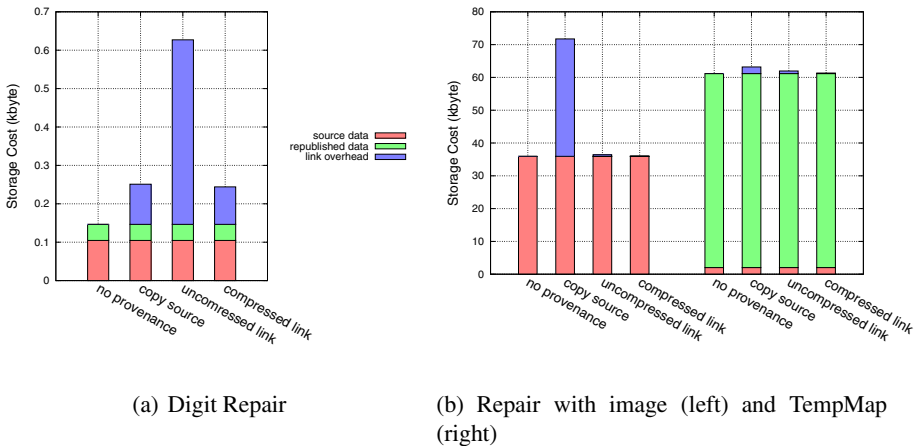 0.7
0.6
0.5
0.4
0.3
0.2
0.1
0
Storage Cost (kbyte)
no provenance
copy source
uncomressed link
compressed link
source data
republished data
link overhead
80
70
60
50
40
30
20
10
0
Storage Cost (kbyte)
no provenance
copy source
uncompressed link
compressed link
no provenance
copy source
uncompressed link
compressed link
(a) Digit Repair
(b) Repair with image (left) and TempMap
(right)